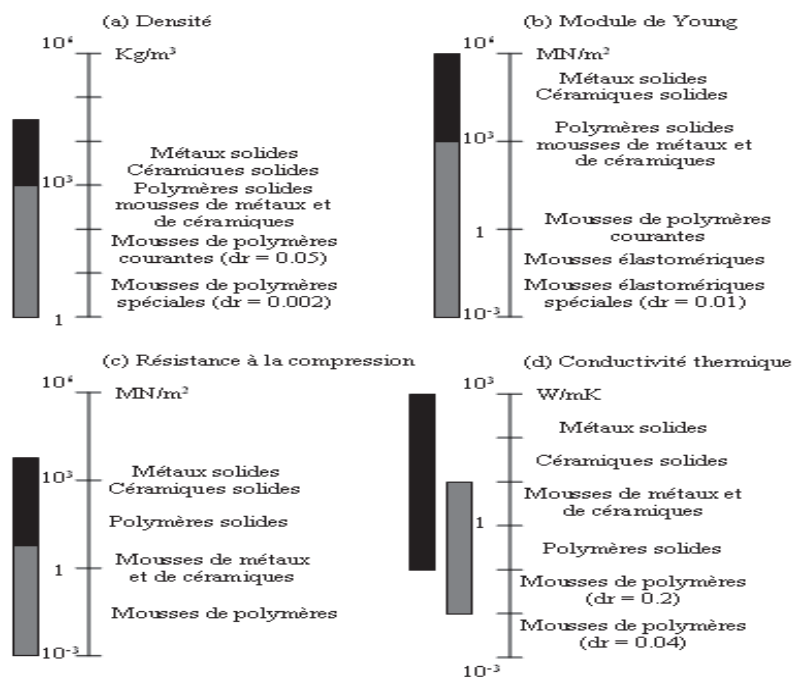 (a) Densité
10⁶
Kg/m³
Métaux solides
Céramiques solides
10³
Polymères solides
mousses de métaux et
de céramiques
Mousses de polymères
courantes (dr = 0.05)
Mousses de polymères
spéciales (dr = 0.002)
1
(b) Module de Young
10⁶
MN/m²
Métaux solides
Céramiques solides
10³
Polymères solides
mousses de métaux et
de céramiques
1
Mousses de polymères
courantes
Mousses élastomériques
Mousses élastomériques
spéciales (dr = 0.01)
10⁻³
(c) Résistance à la compression
10⁶
MN/m²
10³
Métaux solides
Céramiques solides
Polymères solides
1
Mousses de métaux
et de céramiques
Mousses de polymères
10⁻³
(d) Conductivité thermique
10³
W/mK
Métaux solides
Céramiques solides
Mousses de métaux et
de céramiques
1
Polymères solides
Mousses de polymères
(dr = 0.2)
Mousses de polymères
(dr = 0.04)
10⁻³